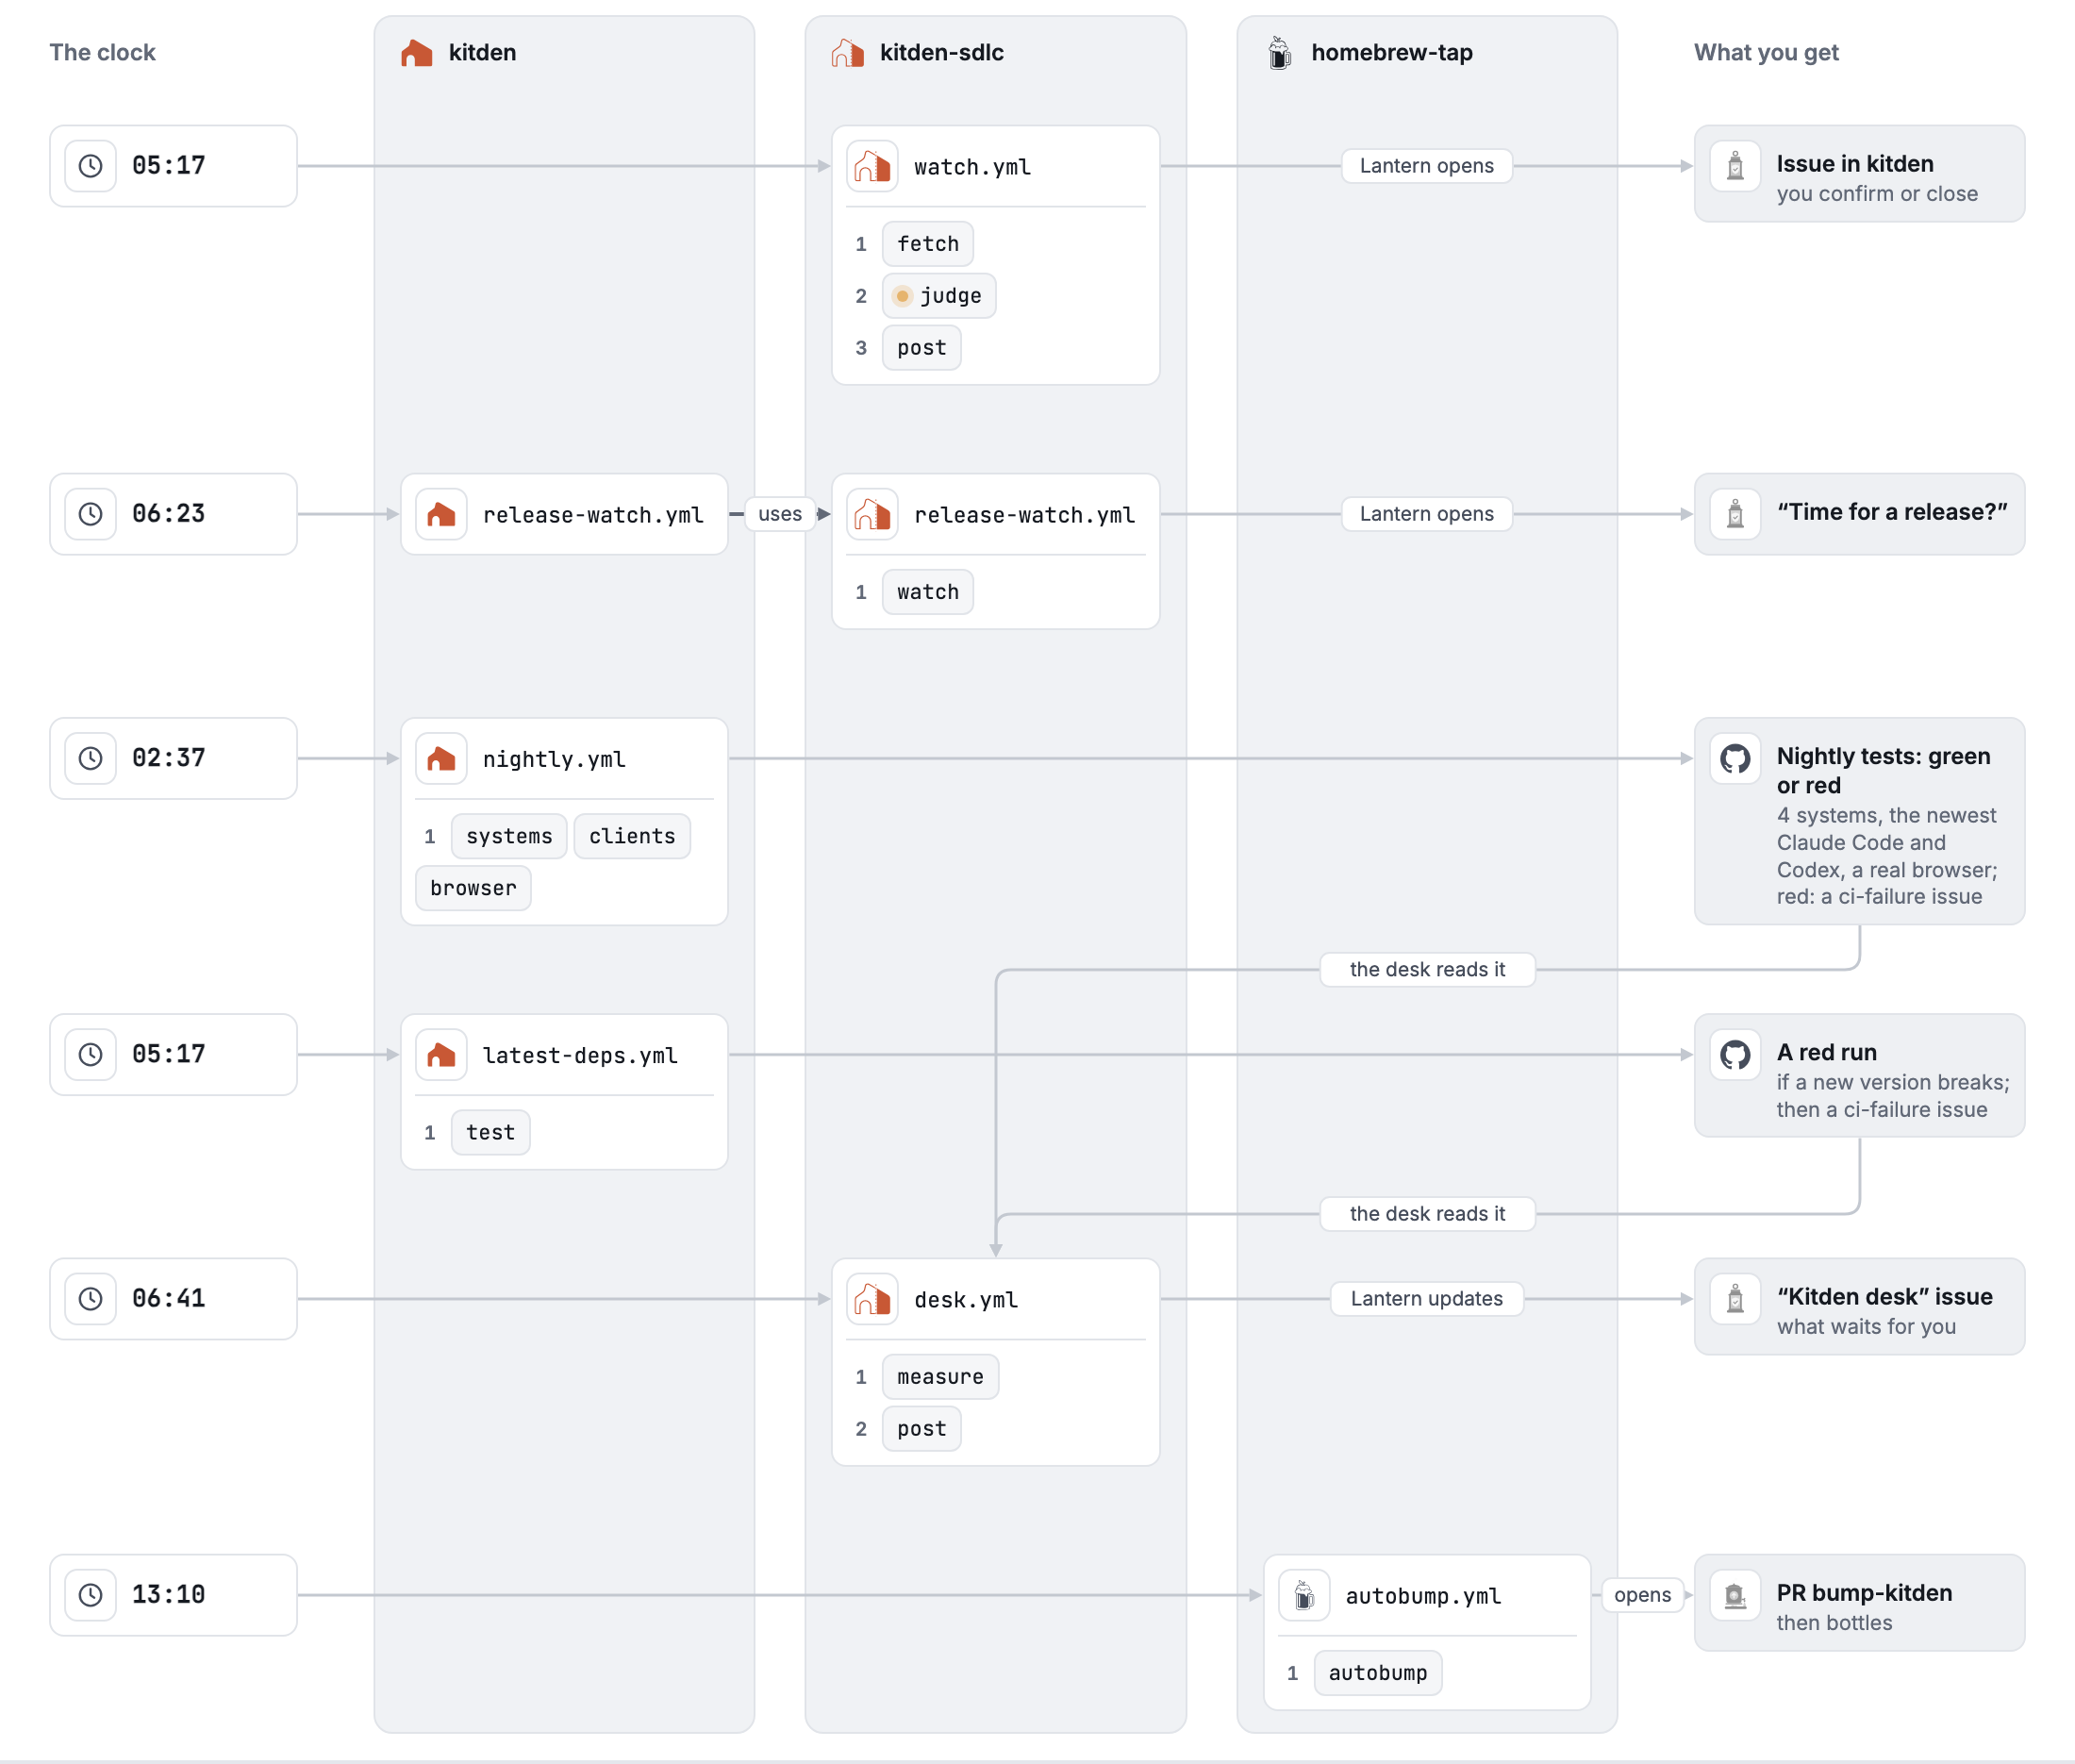 The clock
kitden
kitden-sdlc
homebrew-tap
What you get
05:17
watch.yml
Lantern opens
Issue in kitden
you confirm or close
1 fetch
2 judge
3 post
06:23
release-watch.yml
uses
release-watch.yml
Lantern opens
“Time for a release?”
1 watch
02:37
nightly.yml
Nightly tests: green
or red
4 systems, the newest
Claude Code and
Codex, a real browser;
red: a ci-failure issue
1 systems clients
browser
the desk reads it
05:17
latest-deps.yml
A red run
if a new version breaks;
then a ci-failure issue
1 test
the desk reads it
06:41
desk.yml
Lantern updates
“Kitden desk” issue
what waits for you
1 measure
2 post
13:10
autobump.yml
opens
PR bump-kitden
then bottles
1 autobump